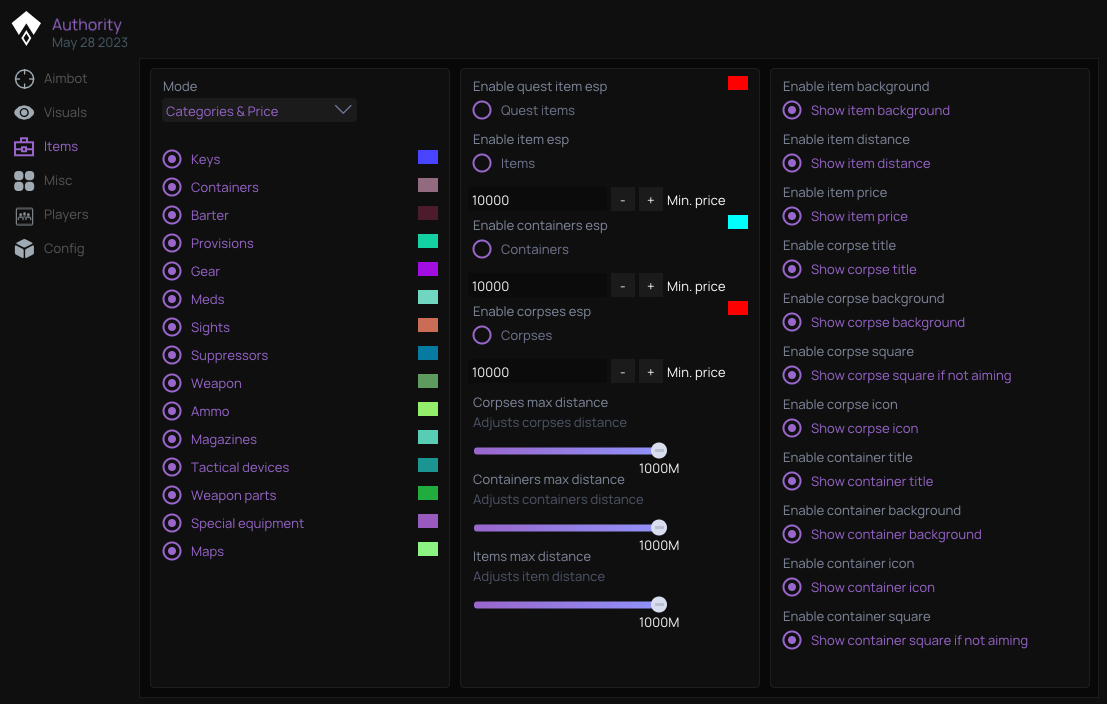 Authority
May 28 2023
Aimbot
Visuals
Items
Misc
Players
Config
Mode
Categories & Price
Keys
Containers
Barter
Provisions
Gear
Meds
Sights
Suppressors
Weapon
Ammo
Magazines
Tactical devices
Weapon parts
Special equipment
Maps
Enable quest item esp
Quest items
Enable item esp
Items
10000 - + Min. price
Enable containers esp
Containers
10000 - + Min. price
Enable corpses esp
Corpses
10000 - + Min. price
Corpses max distance
Adjusts corpses distance
1000M
Containers max distance
Adjusts containers distance
1000M
Items max distance
Adjusts item distance
1000M
Enable item background
Show item background
Enable item distance
Show item distance
Enable item price
Show item price
Enable corpse title
Show corpse title
Enable corpse background
Show corpse background
Enable corpse square
Show corpse square if not aiming
Enable corpse icon
Show corpse icon
Enable container title
Show container title
Enable container background
Show container background
Enable container icon
Show container icon
Enable container square
Show container square if not aiming